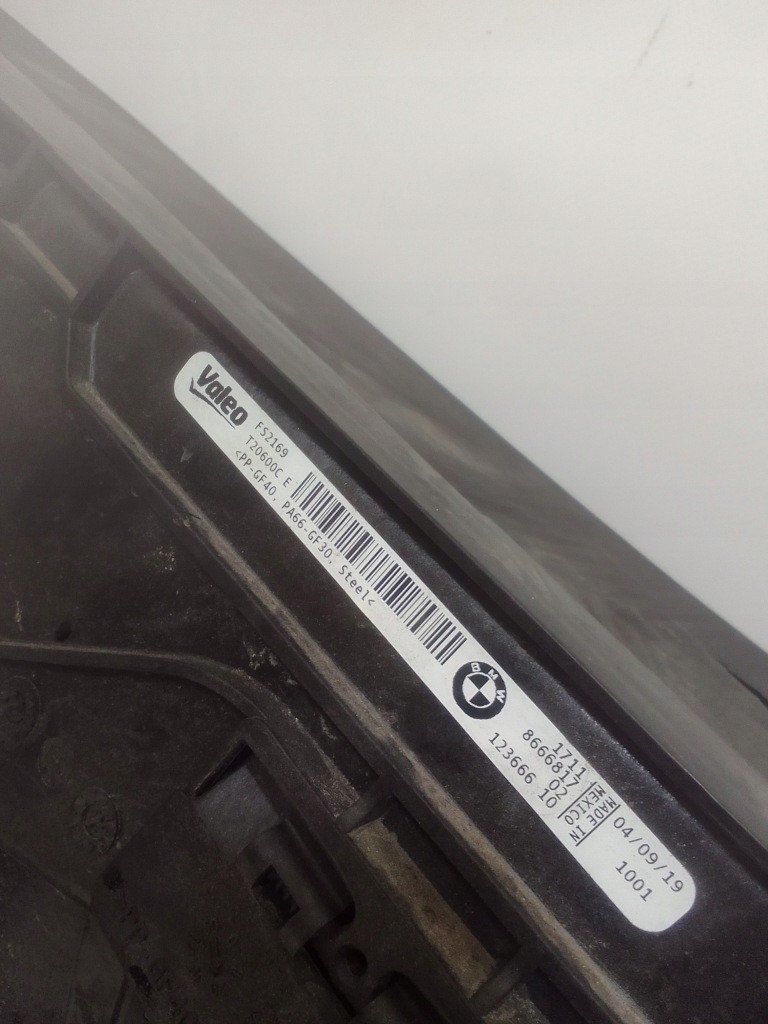 Valeo
FS2169
T20600C E
<PP-GF40, PA66-GF30, Steel<
BMW
1711
8666817 02
123666 10
MADE
IN
04/09/19
1001